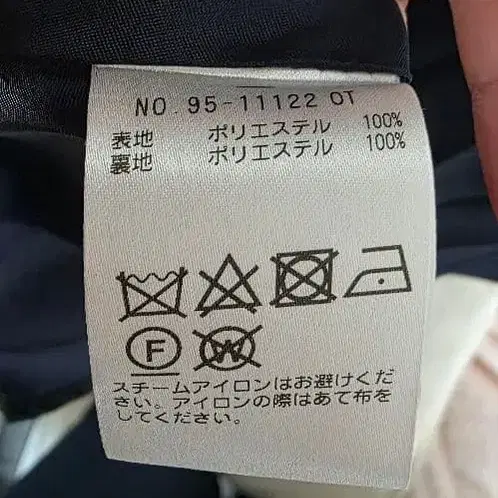 NO. 95-11122 OT
表地 ポリエステル 100%
裏地 ポリエステル 100%
F W
スチームアイロンはお避けくだ
さい。アイロンの際はあて布を
してください。